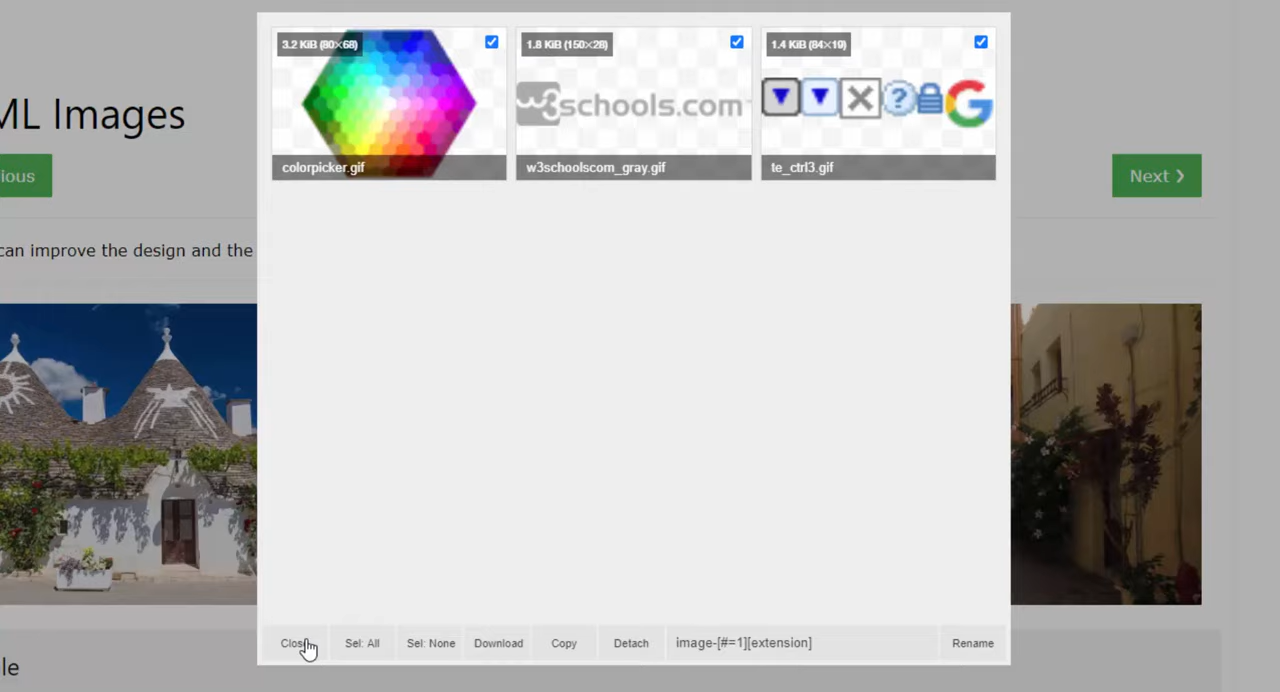 3.2 KiB (80×68)
1.8 KiB (150×28)
1.4 KiB (84×19)
w3schools.com
?
G
colorpicker.gif
w3schoolscom_gray.gif
te_ctrl3.gif
ML Images
ious
Next ❯
can improve the design and the
Close
Sel: All
Sel: None
Download
Copy
Detach
image-[#=1][extension]
Rename
le